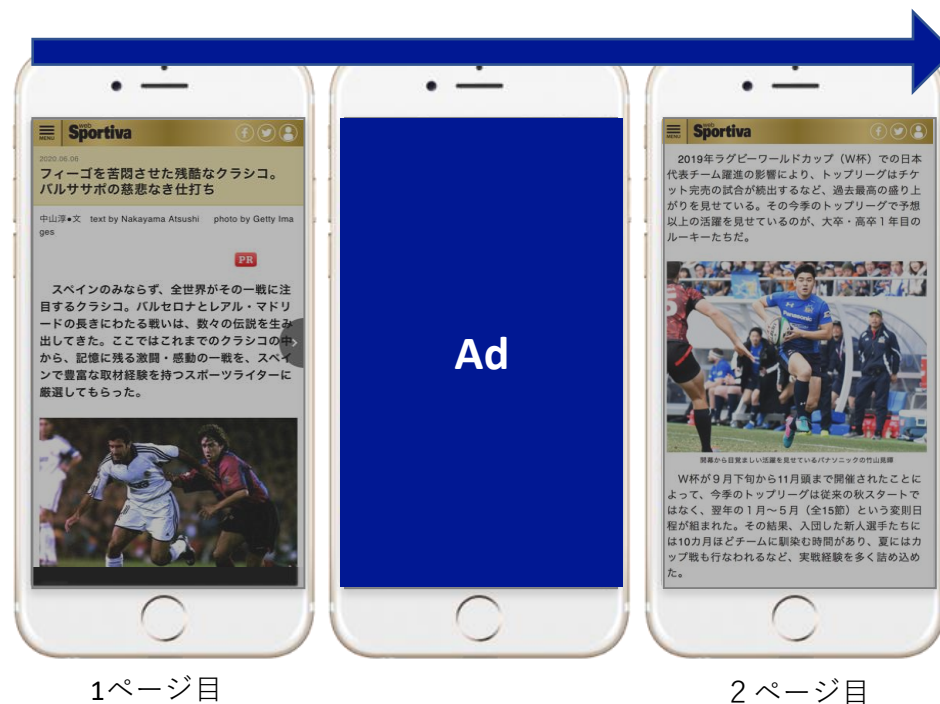 MENU
web
Sportiva
2020.06.06
フィーゴを苦悶させた残酷なクラシコ。
バルササポの慈悲なき仕打ち
中山淳●文 text by Nakayama Atsushi photo by Getty Ima
ges
PR
スペインのみならず、全世界がその一戦に注
目するクラシコ。バルセロナとレアル・マドリ
ードの長きにわたる戦いは、数々の伝説を生み
出してきた。ここではこれまでのクラシコの中
から、記憶に残る激闘・感動の一戦を、スペイ
ンで豊富な取材経験を持つスポーツライターに
厳選してもらった。
1ページ目
Ad
MENU
web
Sportiva
2019年ラグビーワールドカップ（W杯）での日本
代表チーム躍進の影響により、トップリーグはチケ
ット完売の試合が続出するなど、過去最高の盛り上
がりを見せている。その今季のトップリーグで予想
以上の活躍を見せているのが、大卒・高卒１年目の
ルーキーたちだ。
Panasonic
開幕から目覚ましい活躍を見せているパナソニックの竹山晃暉
W杯が９月下旬から11月頭まで開催されたことに
よって、今季のトップリーグは従来の秋スタートで
はなく、翌年の１月～５月（全15節）という変則日
程が組まれた。その結果、入団した新人選手たちに
は10カ月ほどチームに馴染む時間があり、夏にはカ
ップ戦も行なわれるなど、実戦経験を多く詰め込め
た。
２ページ目